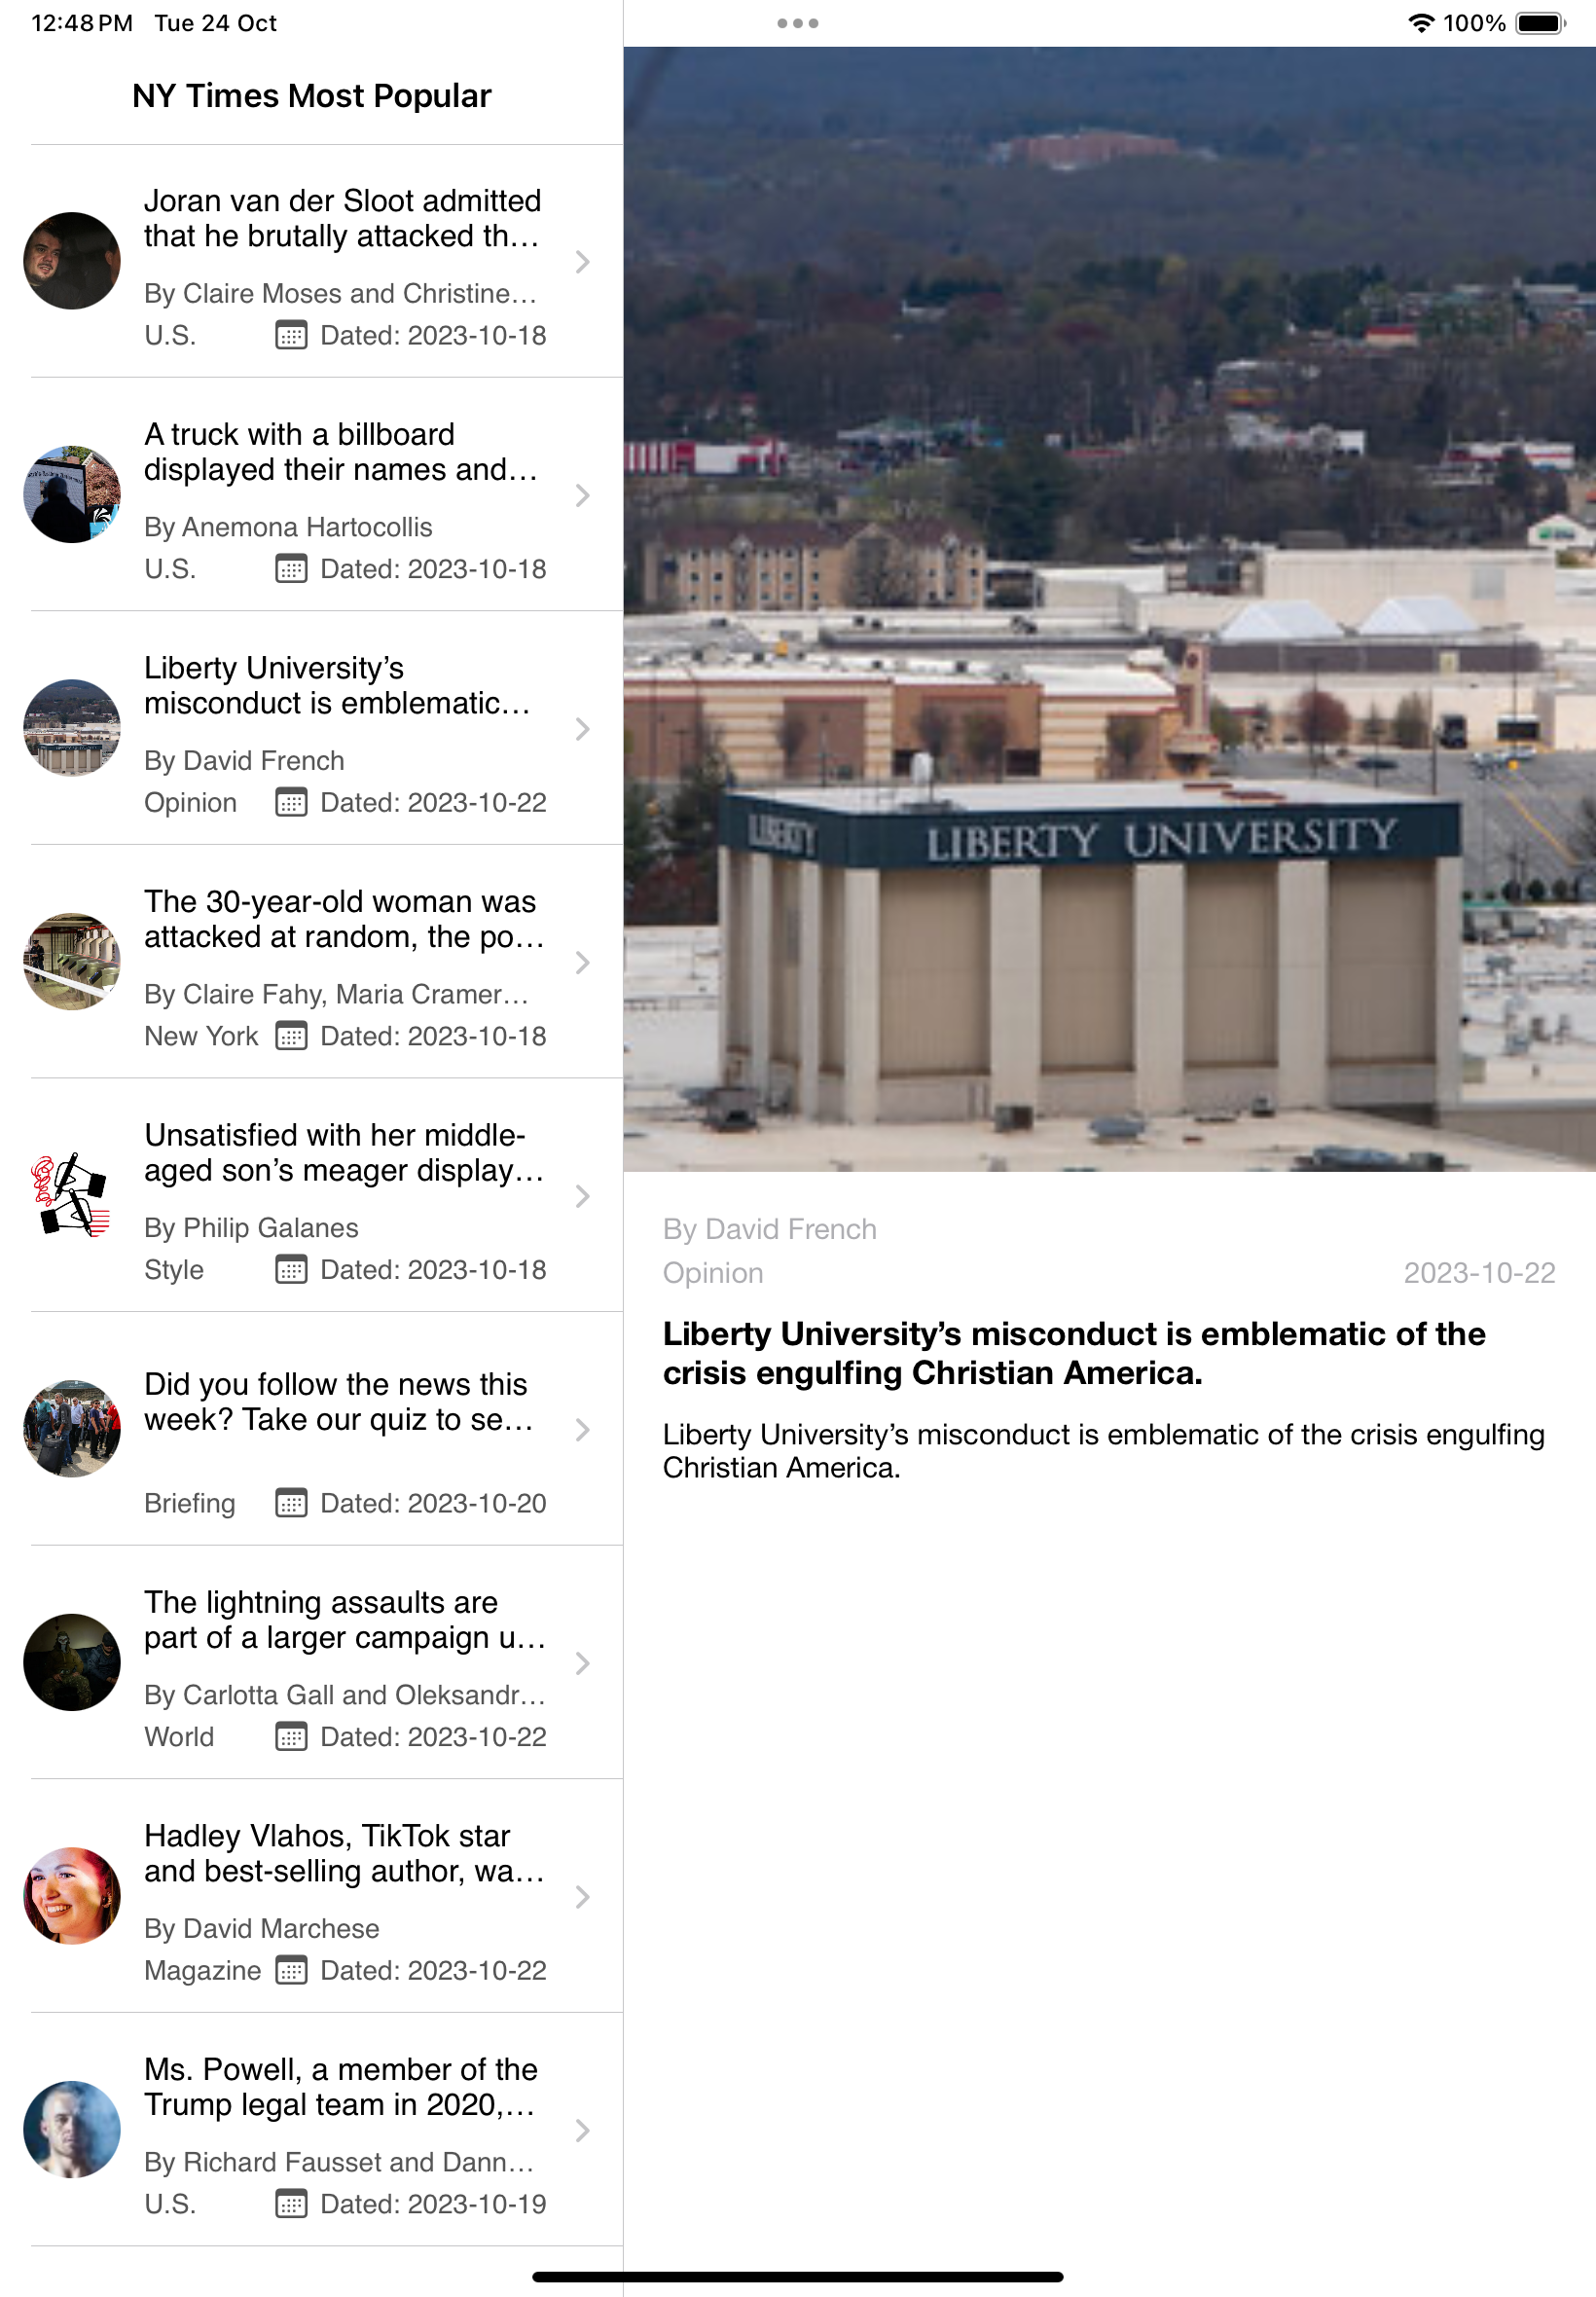 12:48 PM Tue 24 Oct
100%
NY Times Most Popular
Joran van der Sloot admitted
that he brutally attacked th…
By Claire Moses and Christine…
U.S. Dated: 2023-10-18
A truck with a billboard
displayed their names and…
By Anemona Hartocollis
U.S. Dated: 2023-10-18
Liberty University’s
misconduct is emblematic…
By David French
Opinion Dated: 2023-10-22
The 30-year-old woman was
attacked at random, the po…
By Claire Fahy, Maria Cramer…
New York Dated: 2023-10-18
Unsatisfied with her middle-
aged son’s meager display…
By Philip Galanes
Style Dated: 2023-10-18
Did you follow the news this
week? Take our quiz to se…
Briefing Dated: 2023-10-20
The lightning assaults are
part of a larger campaign u…
By Carlotta Gall and Oleksandr…
World Dated: 2023-10-22
Hadley Vlahos, TikTok star
and best-selling author, wa…
By David Marchese
Magazine Dated: 2023-10-22
Ms. Powell, a member of the
Trump legal team in 2020,…
By Richard Fausset and Dann…
U.S. Dated: 2023-10-19
LIBERTY LIBERTY UNIVERSITY
By David French
Opinion 2023-10-22
Liberty University’s misconduct is emblematic of the
crisis engulfing Christian America.
Liberty University’s misconduct is emblematic of the crisis engulfing
Christian America.